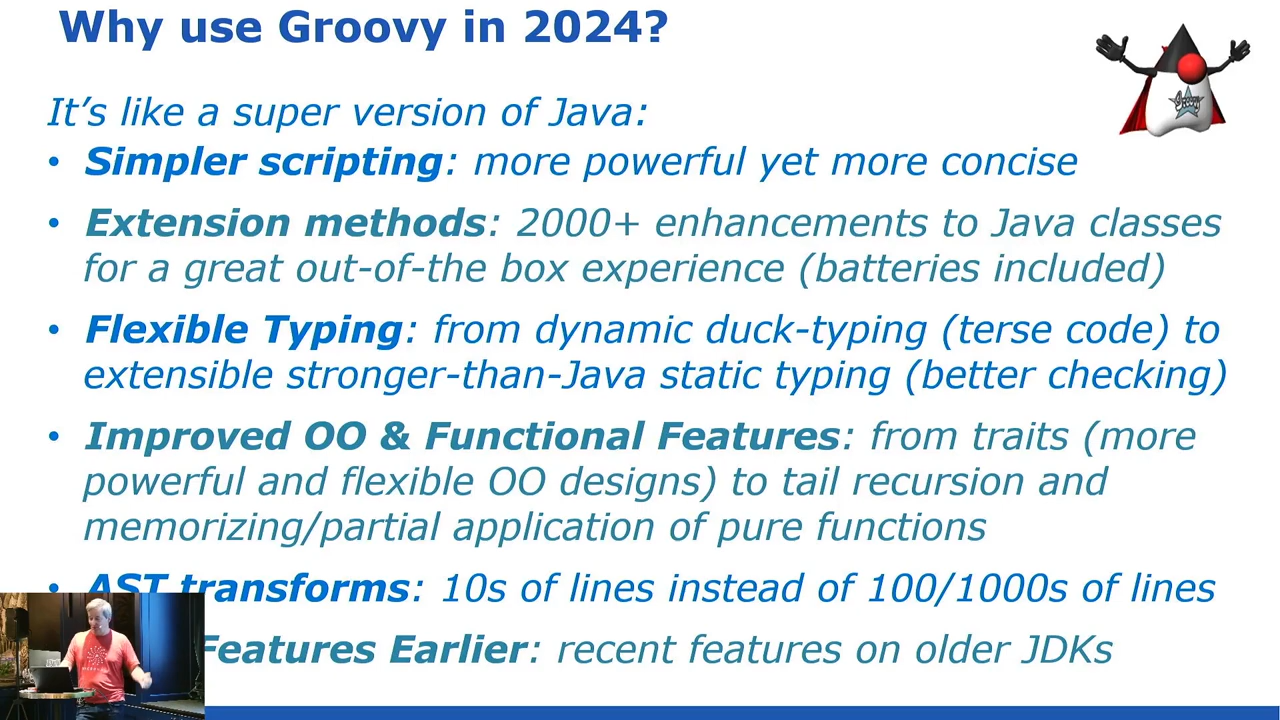 Why use Groovy in 2024?
Groovy
It’s like a super version of Java:
• Simpler scripting: more powerful yet more concise
• Extension methods: 2000+ enhancements to Java classes
for a great out-of-the box experience (batteries included)
• Flexible Typing: from dynamic duck-typing (terse code) to
extensible stronger-than-Java static typing (better checking)
• Improved OO & Functional Features: from traits (more
powerful and flexible OO designs) to tail recursion and
memorizing/partial application of pure functions
• AST transforms: 10s of lines instead of 100/1000s of lines
Features Earlier: recent features on older JDKs